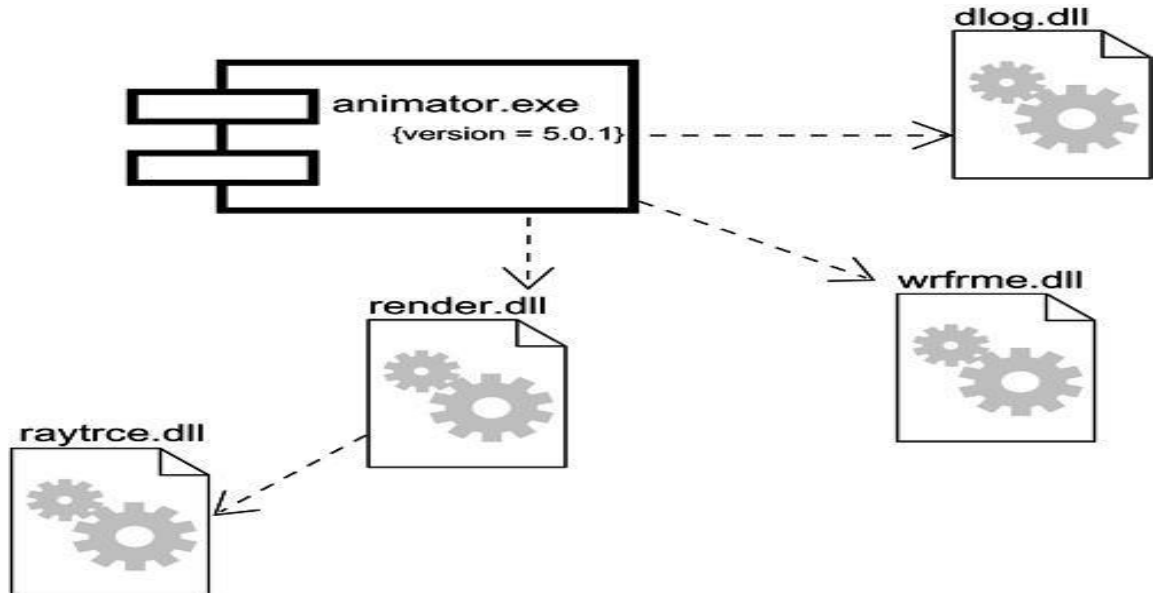 dlog.dll
animator.exe
{version = 5.0.1}
wrfrme.dll
render.dll
raytrce.dll